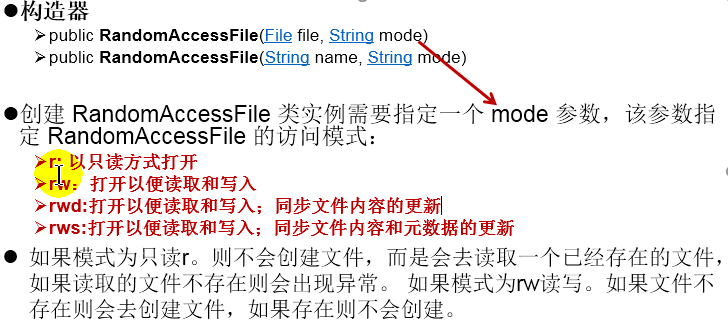 ●构造器
➢public RandomAccessFile(File file, String mode)
➢public RandomAccessFile(String name, String mode)
●创建 RandomAccessFile 类实例需要指定一个 mode 参数，该参数指
定 RandomAccessFile 的访问模式：
➢r: 以只读方式打开
➢rw：打开以便读取和写入
➢rwd:打开以便读取和写入；同步文件内容的更新
➢rws:打开以便读取和写入；同步文件内容和元数据的更新
● 如果模式为只读r。则不会创建文件，而是会去读取一个已经存在的文件，
如果读取的文件不存在则会出现异常。 如果模式为rw读写。如果文件不
存在则会去创建文件，如果存在则不会创建。